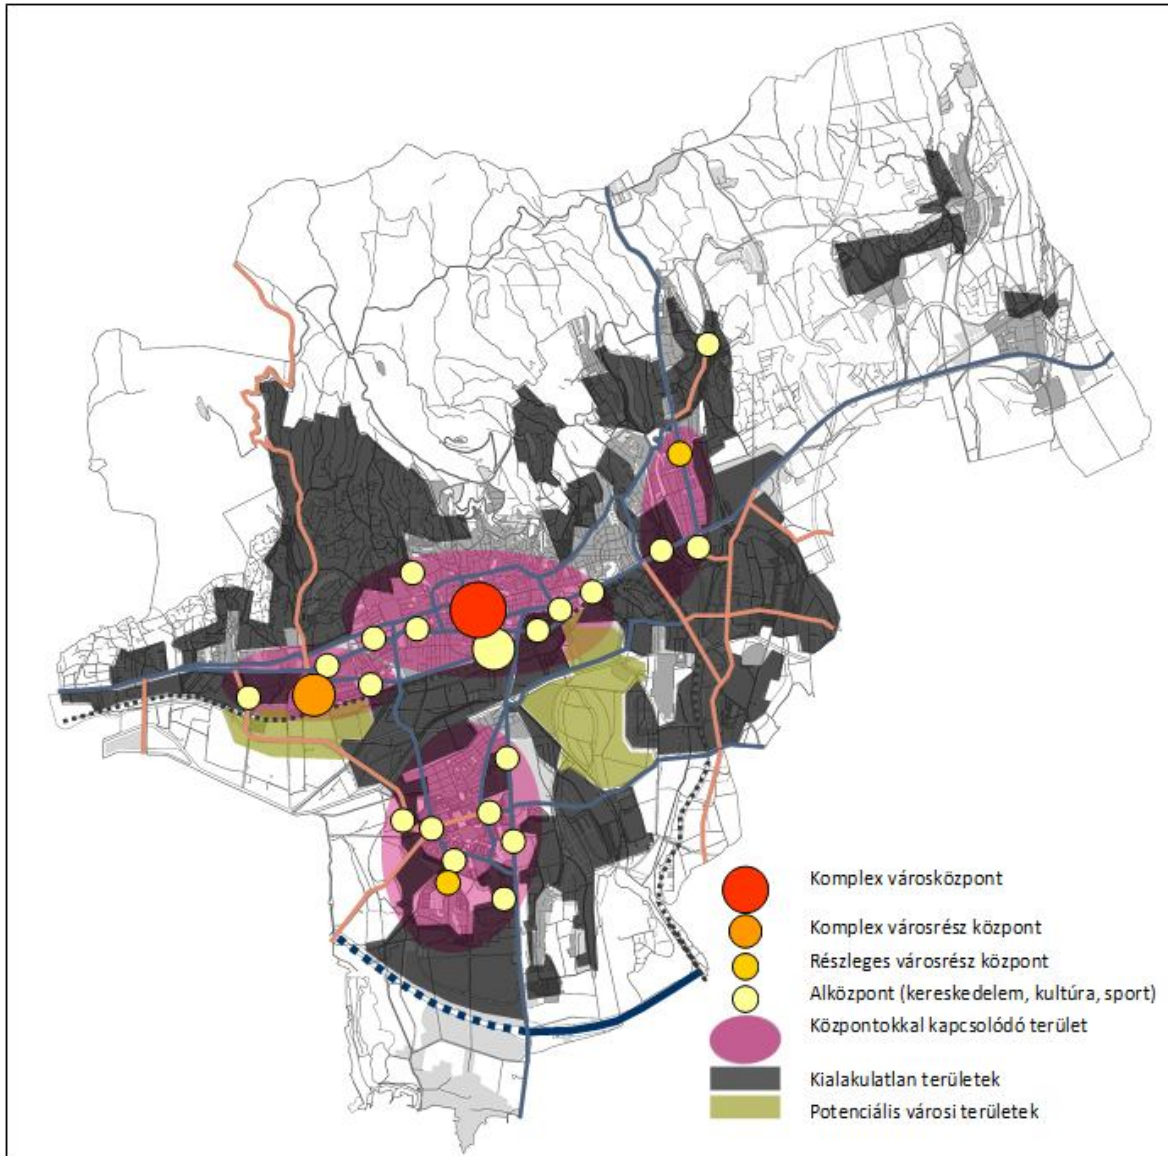 Komplex városközpont
Komplex városrész központ
Részleges városrész központ
Alközpont (kereskedelem, kultúra, sport)
Központokkal kapcsolódó terület
Kialakulatlan területek
Potenciális városi területek